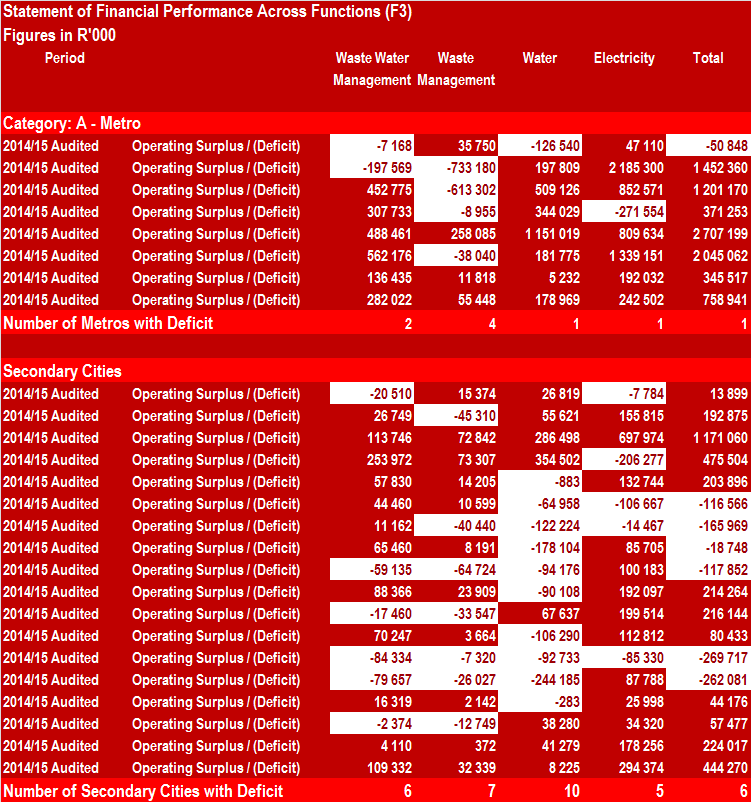 Statement of Financial Performance Across Functions (F3)
Figures in R'000
Period Waste Water Waste Water Electricity Total
Management Management
Category: A - Metro
2014/15 Audited Operating Surplus / (Deficit) -7 168 35 750 -126 540 47 110 -50 848
2014/15 Audited Operating Surplus / (Deficit) -197 569 -733 180 197 809 2 185 300 1 452 360
2014/15 Audited Operating Surplus / (Deficit) 452 775 -613 302 509 126 852 571 1 201 170
2014/15 Audited Operating Surplus / (Deficit) 307 733 -8 955 344 029 -271 554 371 253
2014/15 Audited Operating Surplus / (Deficit) 488 461 258 085 1 151 019 809 634 2 707 199
2014/15 Audited Operating Surplus / (Deficit) 562 176 -38 040 181 775 1 339 151 2 045 062
2014/15 Audited Operating Surplus / (Deficit) 136 435 11 818 5 232 192 032 345 517
2014/15 Audited Operating Surplus / (Deficit) 282 022 55 448 178 969 242 502 758 941
Number of Metros with Deficit 2 4 1 1 1
Secondary Cities
2014/15 Audited Operating Surplus / (Deficit) -20 510 15 374 26 819 -7 784 13 899
2014/15 Audited Operating Surplus / (Deficit) 26 749 -45 310 55 621 155 815 192 875
2014/15 Audited Operating Surplus / (Deficit) 113 746 72 842 286 498 697 974 1 171 060
2014/15 Audited Operating Surplus / (Deficit) 253 972 73 307 354 502 -206 277 475 504
2014/15 Audited Operating Surplus / (Deficit) 57 830 14 205 -883 132 744 203 896
2014/15 Audited Operating Surplus / (Deficit) 44 460 10 599 -64 958 -106 667 -116 566
2014/15 Audited Operating Surplus / (Deficit) 11 162 -40 440 -122 224 -14 467 -165 969
2014/15 Audited Operating Surplus / (Deficit) 65 460 8 191 -178 104 85 705 -18 748
2014/15 Audited Operating Surplus / (Deficit) -59 135 -64 724 -94 176 100 183 -117 852
2014/15 Audited Operating Surplus / (Deficit) 88 366 23 909 -90 108 192 097 214 264
2014/15 Audited Operating Surplus / (Deficit) -17 460 -33 547 67 637 199 514 216 144
2014/15 Audited Operating Surplus / (Deficit) 70 247 3 664 -106 290 112 812 80 433
2014/15 Audited Operating Surplus / (Deficit) -84 334 -7 320 -92 733 -85 330 -269 717
2014/15 Audited Operating Surplus / (Deficit) -79 657 -26 027 -244 185 87 788 -262 081
2014/15 Audited Operating Surplus / (Deficit) 16 319 2 142 -283 25 998 44 176
2014/15 Audited Operating Surplus / (Deficit) -2 374 -12 749 38 280 34 320 57 477
2014/15 Audited Operating Surplus / (Deficit) 4 110 372 41 279 178 256 224 017
2014/15 Audited Operating Surplus / (Deficit) 109 332 32 339 8 225 294 374 444 270
Number of Secondary Cities with Deficit 6 7 10 5 6